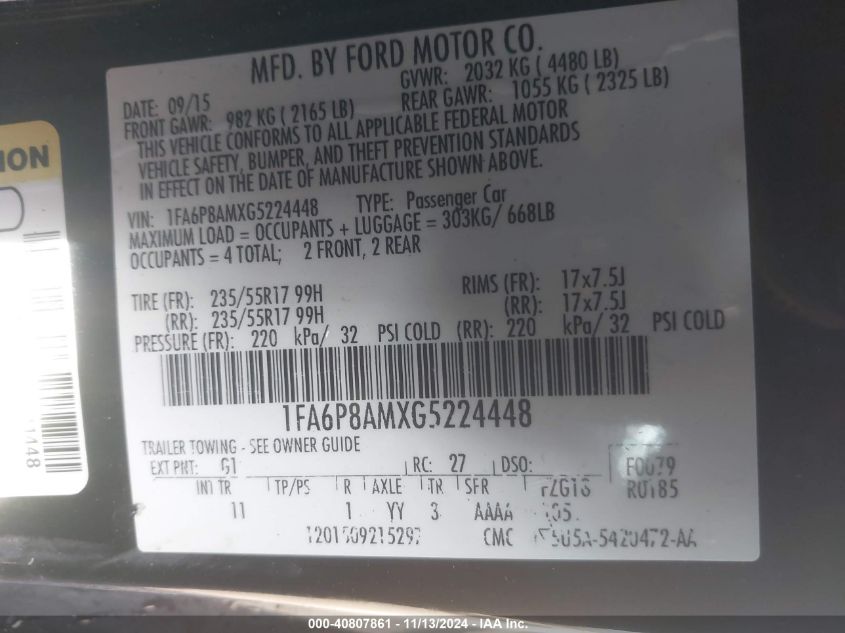 MFD. BY FORD MOTOR CO.
DATE: 09/15 GVWR: 2032 KG ( 4480 LB)
FRONT GAWR: 982 KG ( 2165 LB) REAR GAWR: 1055 KG ( 2325 LB)
THIS VEHICLE CONFORMS TO ALL APPLICABLE FEDERAL MOTOR
VEHICLE SAFETY, BUMPER, AND THEFT PREVENTION STANDARDS
IN EFFECT ON THE DATE OF MANUFACTURE SHOWN ABOVE.
VIN: 1FA6P8AMXG5224448 TYPE: Passenger Car
MAXIMUM LOAD = OCCUPANTS + LUGGAGE = 303KG/ 668LB
OCCUPANTS = 4 TOTAL; 2 FRONT, 2 REAR
TIRE (FR): 235/55R17 99H RIMS (FR): 17x7.5J
(RR): 235/55R17 99H (RR): 17x7.5J
PRESSURE (FR): 220 kPa/ 32 PSI COLD (RR): 220 kPa/ 32 PSI COLD
1FA6P8AMXG5224448
TRAILER TOWING - SEE OWNER GUIDE
EXT PNT: G1 RC: 27 DSO: F0079
INT TR TP/PS R AXLE TR SFR RU185
11 1 YY 3 AAAA
1201509215297 CMC
ION
1448
000-40807861 - 11/13/2024 - IAA Inc.